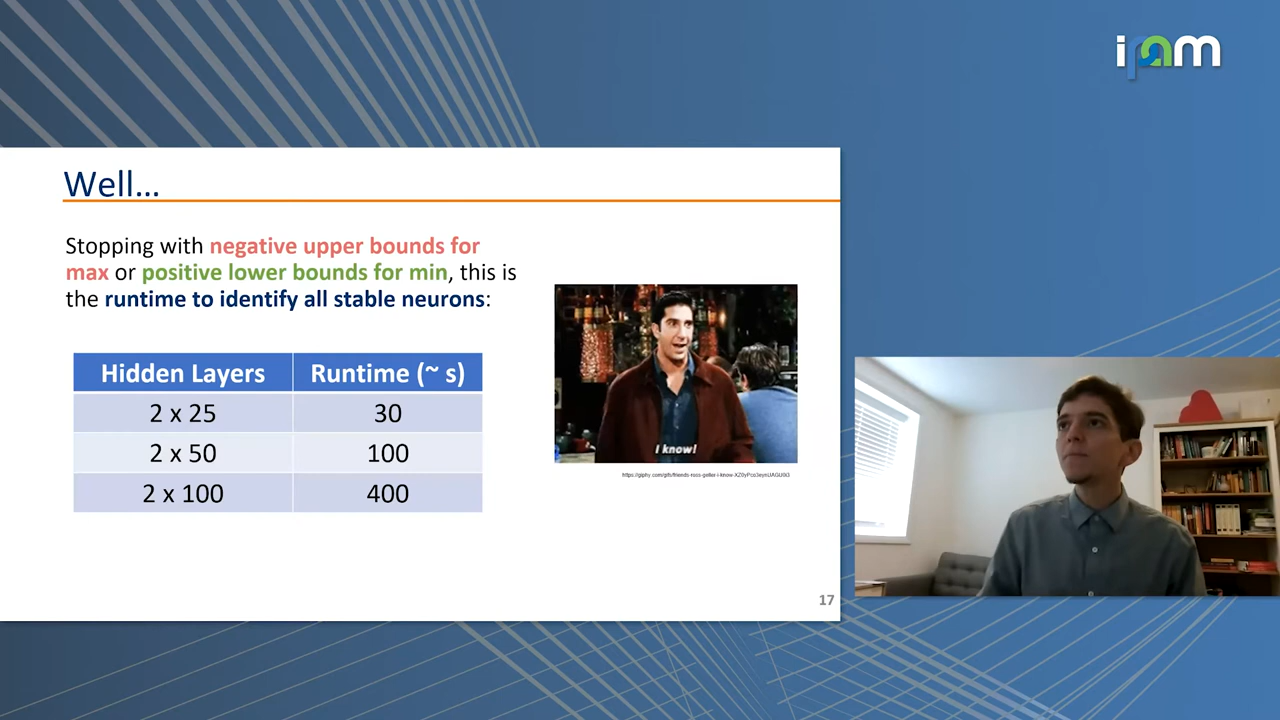 ipam
Well...
Stopping with negative upper bounds for
max or positive lower bounds for min, this is
the runtime to identify all stable neurons:
Hidden Layers Runtime (~ s)
2 x 25 30
2 x 50 100
2 x 100 400
I know!
17